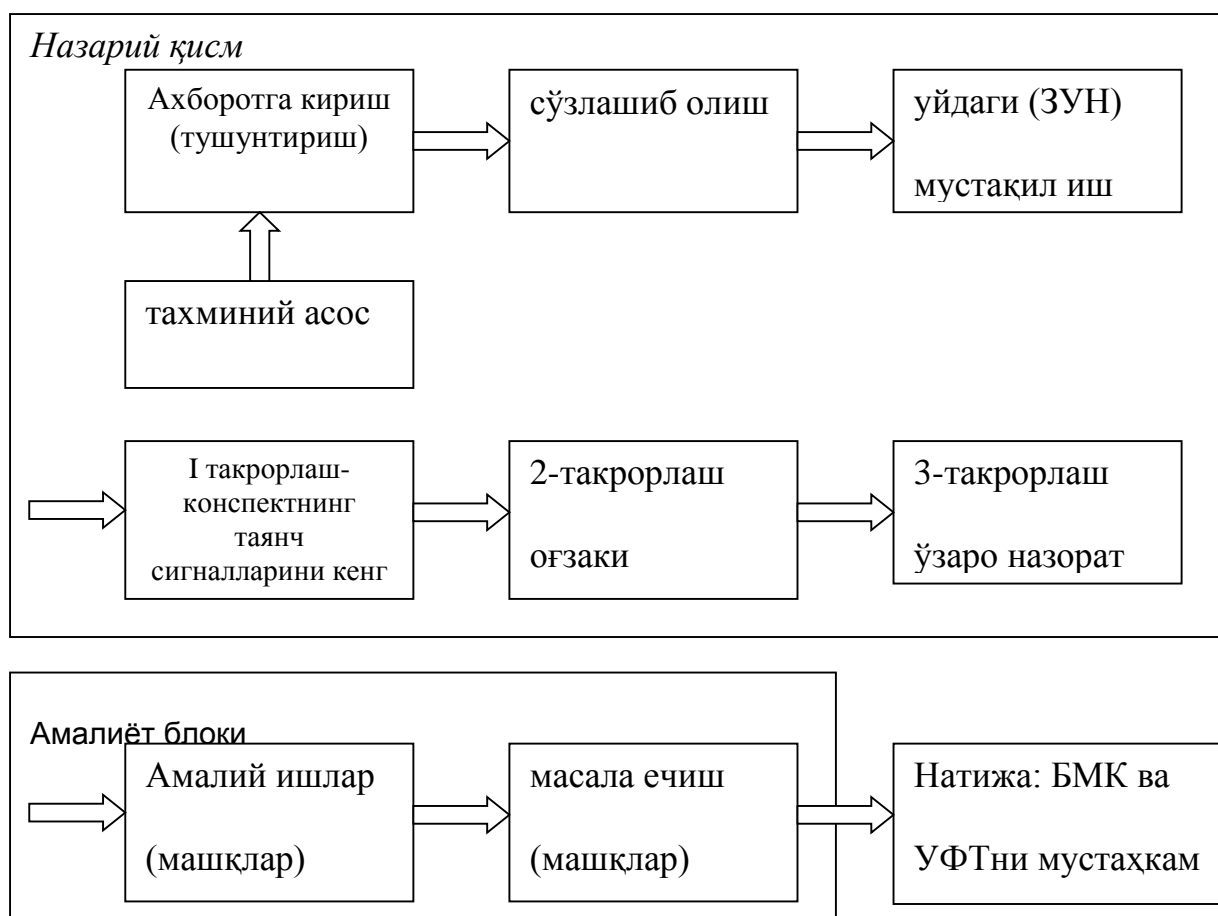 Назарий қисм
Ахборотга кириш
(тушунтириш)
сўзлашиб олиш
уйдаги (ЗУН)
мустақил иш
тахминий асос
I такрорлаш-
конспектнинг
таянч
сигналларини кенг
2-такрорлаш
оғзаки
3-такрорлаш
ўзаро назорат
Амалиёт блоки
Амалий ишлар
(машқлар)
масала ечиш
(машқлар)
Натижа: БМК ва
УФТни мустаҳкам